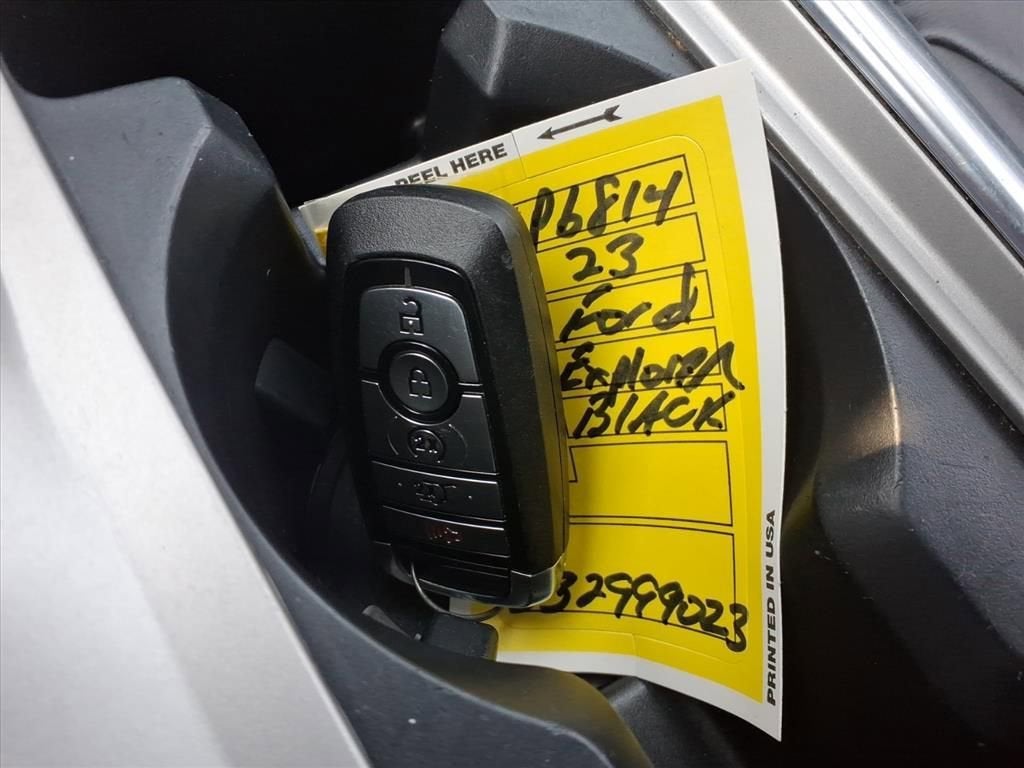 PEEL HERE
P6814
23
Ford
Explorer
BLACK
32999023
PRINTED IN USA